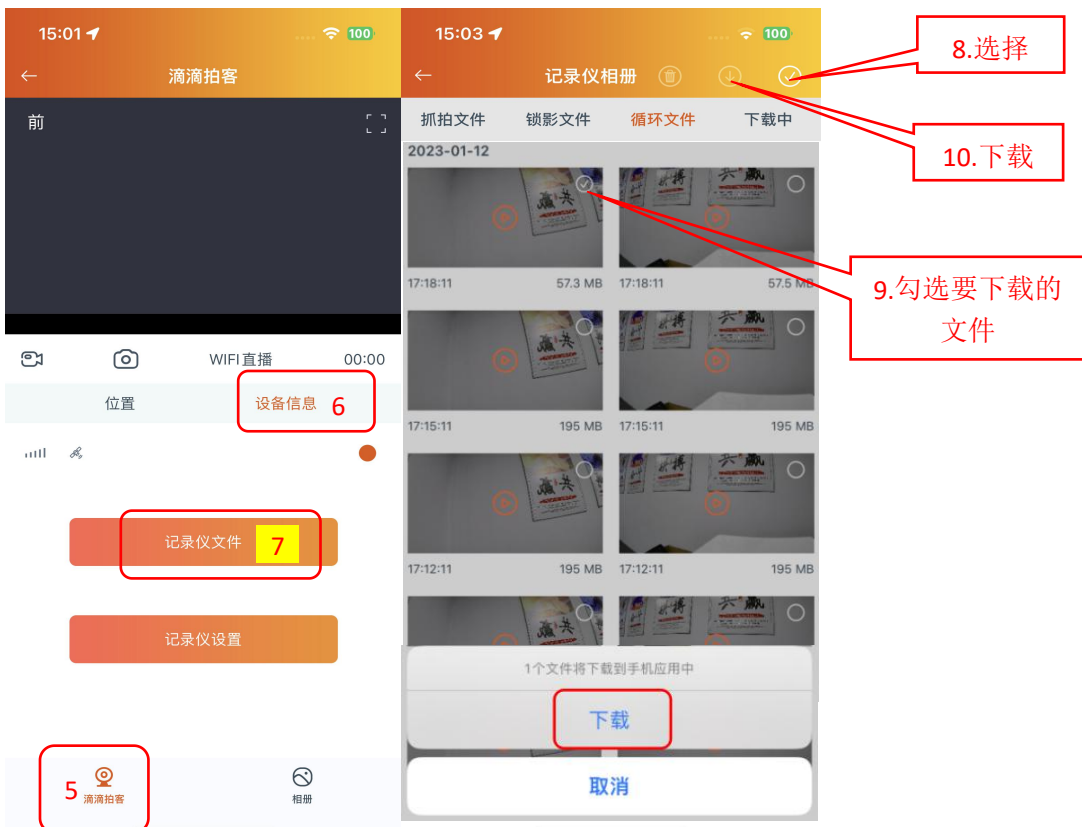 15:01
100
滴滴拍客
前
WIFI直播
00:00
位置
设备信息
6
记录仪文件
7
记录仪设置
5
滴滴拍客
相册
15:03
100
记录仪相册
抓拍文件
锁影文件
循环文件
下载中
2023-01-12
17:18:11
57.3 MB
17:18:11
57.5 MB
17:15:11
195 MB
17:15:11
195 MB
17:12:11
195 MB
17:12:11
195 MB
1个文件将下载到手机应用中
下载
取消
8.选择
10.下载
9.勾选要下载的
文件